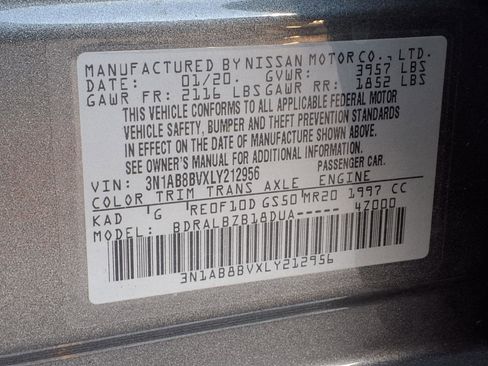 MANUFACTURED BY NISSAN MOTOR CO., LTD.
DATE: 01/20. GVWR: 3957 LBS
GAWR FR: 2116 LBS GAWR RR: 1852 LBS
THIS VEHICLE CONFORMS TO ALL APPLICABLE FEDERAL MOTOR
VEHICLE SAFETY, BUMPER AND THEFT PREVENTION STANDARDS
IN EFFECT ON THE DATE OF MANUFACTURE SHOWN ABOVE.
SEE OWNER'S MANUAL FOR ADDITIONAL INFORMATION.
VIN: 3N1AB8BVXLY212956 PASSENGER CAR.
COLOR TRIM TRANS AXLE ENGINE
KAD G RE0F10D GS50 MR20 1997 CC
MODEL: BDRALBZB18DUA---- 4Z000
3N1AB8BVXLY212956